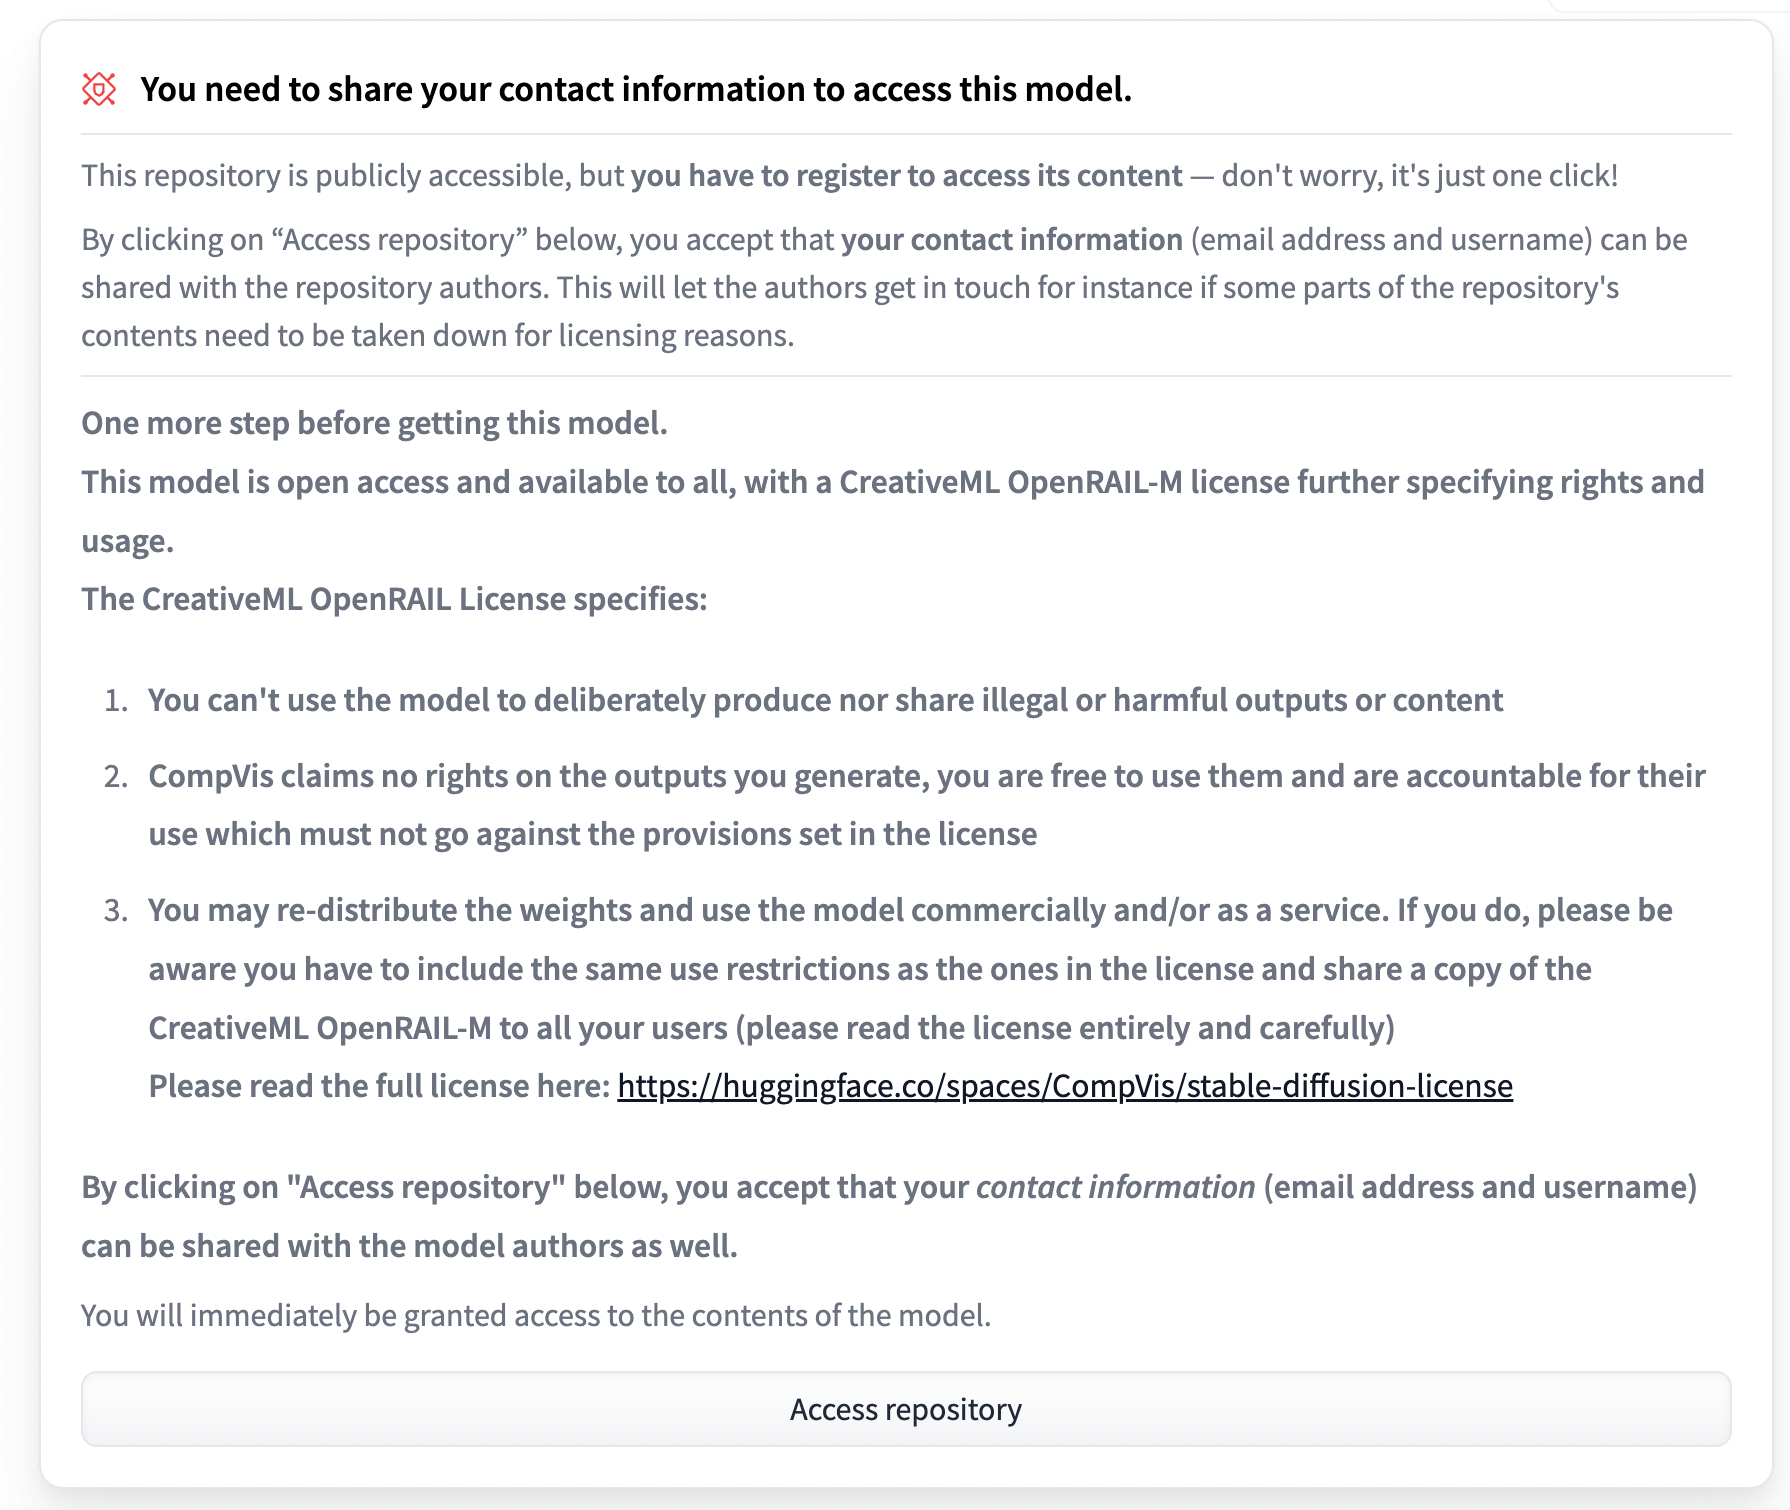 You need to share your contact information to access this model.
This repository is publicly accessible, but you have to register to access its content — don't worry, it's just one click!
By clicking on “Access repository” below, you accept that your contact information (email address and username) can be
shared with the repository authors. This will let the authors get in touch for instance if some parts of the repository's
contents need to be taken down for licensing reasons.
One more step before getting this model.
This model is open access and available to all, with a CreativeML OpenRAIL-M license further specifying rights and
usage.
The CreativeML OpenRAIL License specifies:
1. You can't use the model to deliberately produce nor share illegal or harmful outputs or content
2. CompVis claims no rights on the outputs you generate, you are free to use them and are accountable for their
use which must not go against the provisions set in the license
3. You may re-distribute the weights and use the model commercially and/or as a service. If you do, please be
aware you have to include the same use restrictions as the ones in the license and share a copy of the
CreativeML OpenRAIL-M to all your users (please read the license entirely and carefully)
Please read the full license here: https://huggingface.co/spaces/CompVis/stable-diffusion-license
By clicking on "Access repository" below, you accept that your contact information (email address and username)
can be shared with the model authors as well.
You will immediately be granted access to the contents of the model.
Access repository